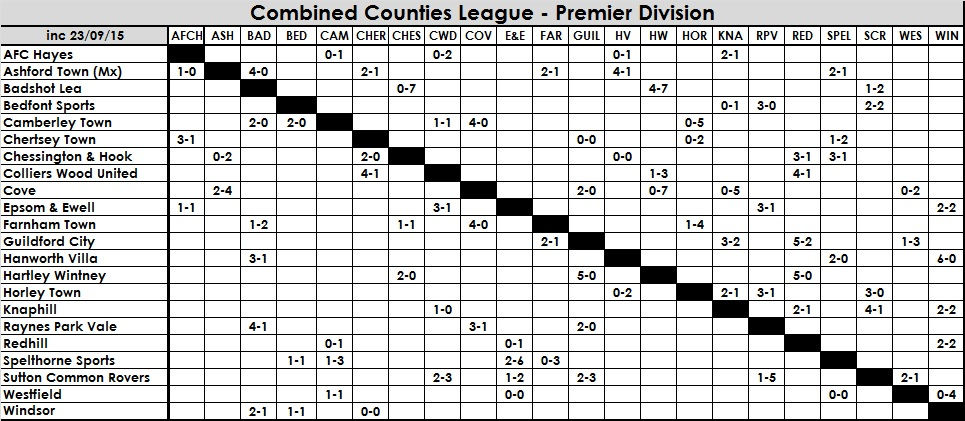 Combined Counties League - Premier Division
inc 23/09/15 AFCH ASH BAD BED CAM CHER CHES CWD COV E&E FAR GUIL HV HW HOR KNA RPV RED SPEL SCR WES WIN
AFC Hayes 0-1 0-2 0-1 2-1
Ashford Town (Mx) 1-0 4-0 2-1 2-1 4-1 2-1
Badshot Lea 0-7 4-7 1-2
Bedfont Sports 0-1 3-0 2-2
Camberley Town 2-0 2-0 1-1 4-0 0-5
Chertsey Town 3-1 0-0 0-2 1-2
Chessington & Hook 0-2 2-0 0-0 3-1 3-1
Colliers Wood United 4-1 1-3 4-1
Cove 2-4 2-0 0-7 0-5 0-2
Epsom & Ewell 1-1 3-1 3-1 2-2
Farnham Town 1-2 1-1 4-0 1-4
Guildford City 2-1 3-2 5-2 1-3
Hanworth Villa 3-1 2-0 6-0
Hartley Wintney 2-0 5-0 5-0
Horley Town 0-2 2-1 3-1 3-0
Knaphill 1-0 2-1 4-1 2-2
Raynes Park Vale 4-1 3-1 2-0
Redhill 0-1 0-1 2-2
Spelthorne Sports 1-1 1-3 2-6 0-3
Sutton Common Rovers 2-3 1-2 2-3 1-5 2-1
Westfield 1-1 0-0 0-0 0-4
Windsor 2-1 1-1 0-0